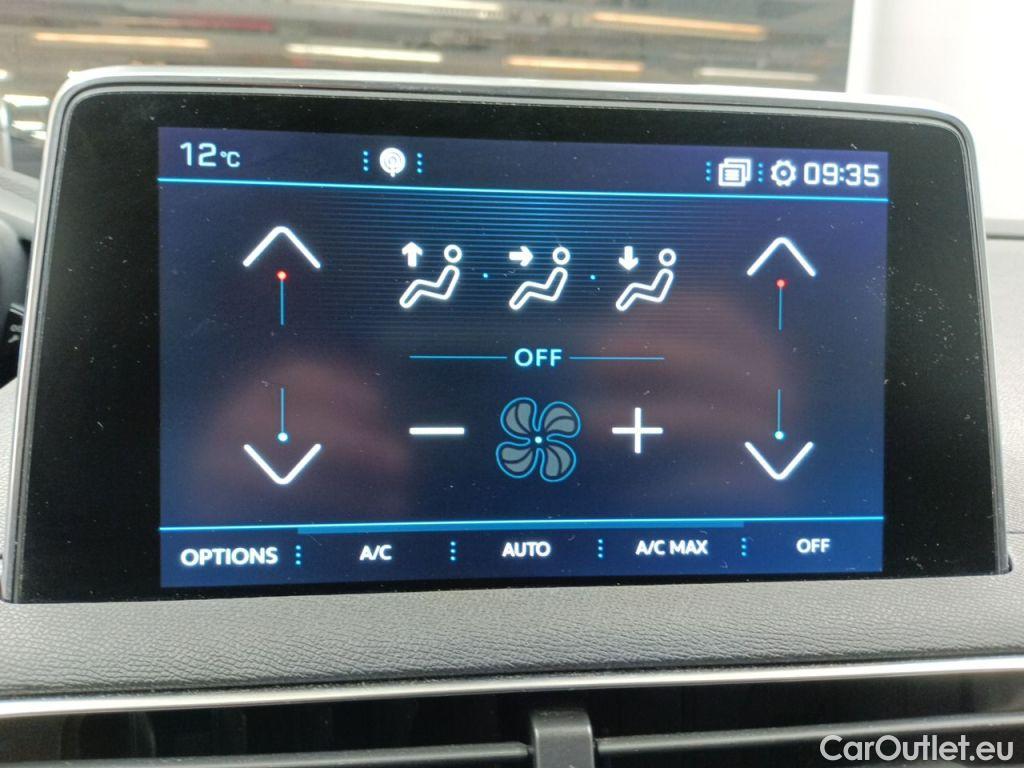 12°C 09:35
OFF
OPTIONS A/C AUTO A/C MAX OFF
CarOutlet.eu